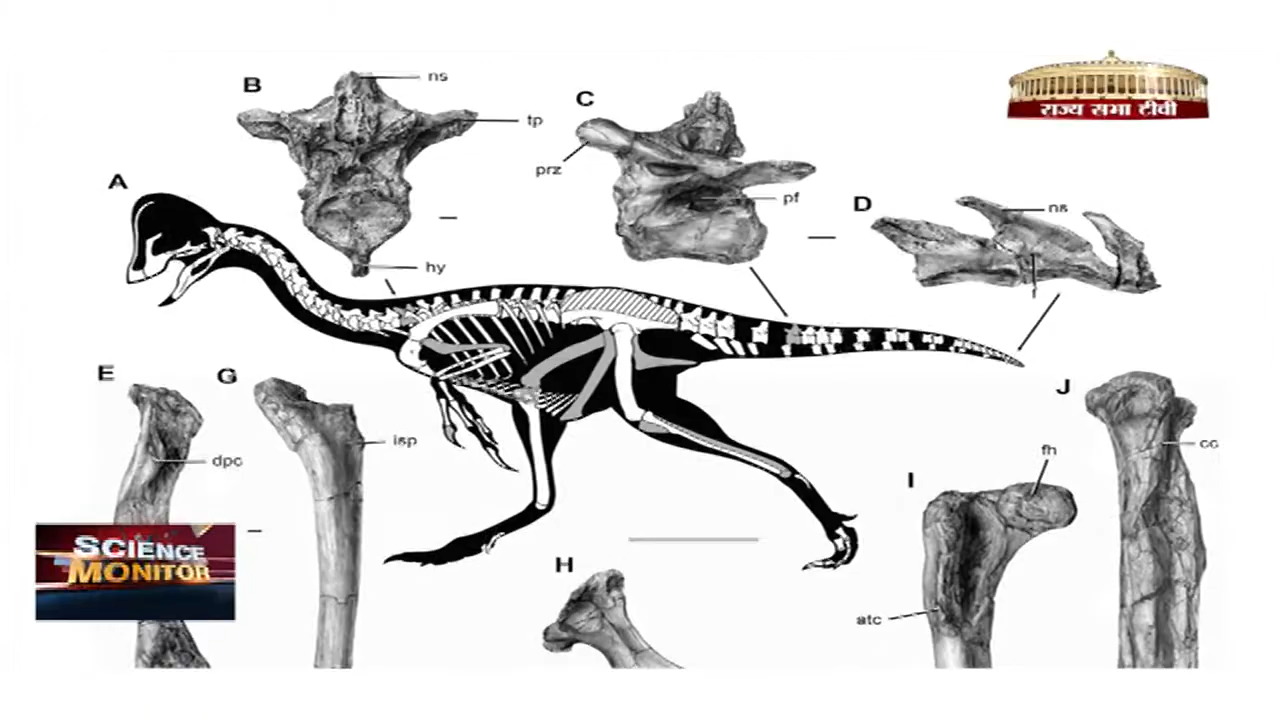 B
ns
C
राज्य सभा टीवी
tp
prz
A
pf
D
ns
hy
E
G
J
isp
cc
dpc
fh
I
SCIENCE
MONITOR
H
atc